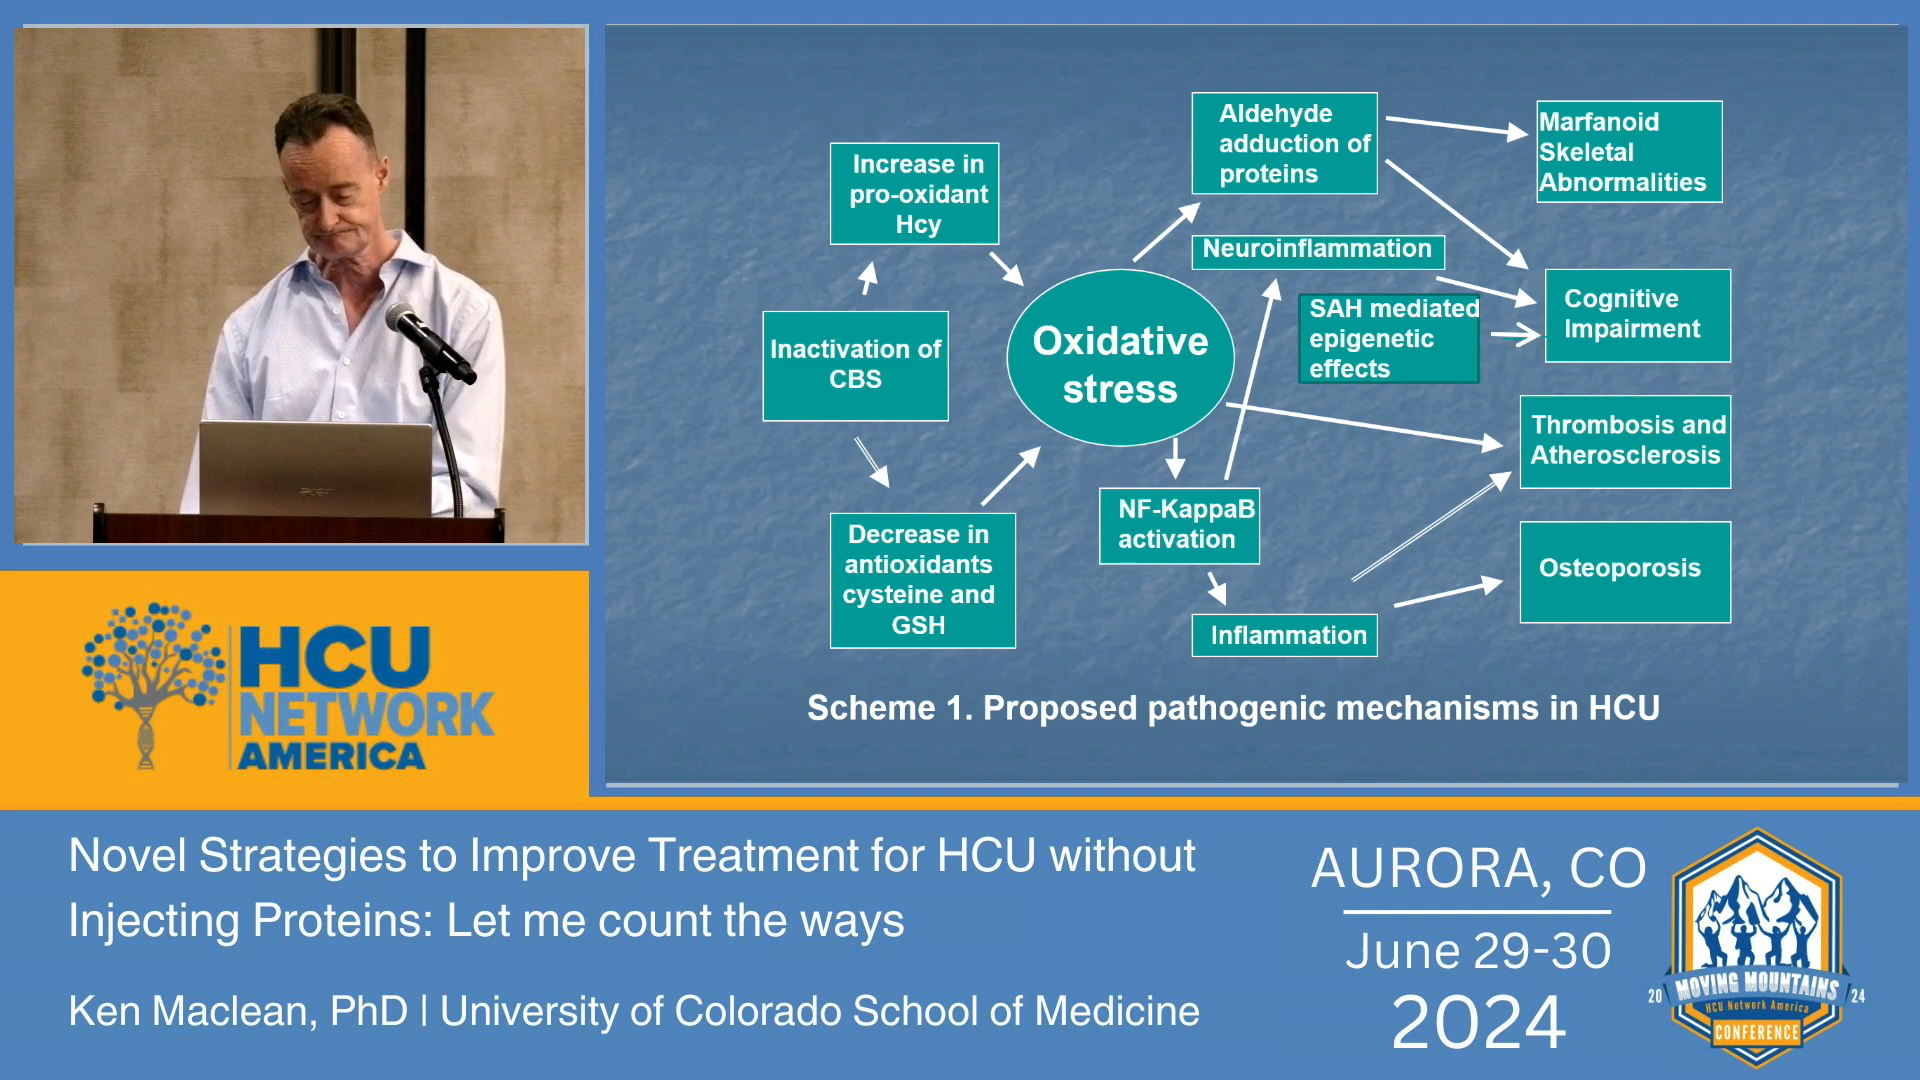 Increase in
pro-oxidant
Hcy
Inactivation of
CBS
Decrease in
antioxidants
cysteine and
GSH
Oxidative
stress
Aldehyde
adduction of
proteins
Neuroinflammation
SAH mediated
epigenetic
effects
NF-KappaB
activation
Inflammation
Marfanoid
Skeletal
Abnormalities
Cognitive
Impairment
Thrombosis and
Atherosclerosis
Osteoporosis
Scheme 1. Proposed pathogenic mechanisms in HCU
acer
HCU
NETWORK
AMERICA
Novel Strategies to Improve Treatment for HCU without
Injecting Proteins: Let me count the ways
Ken Maclean, PhD | University of Colorado School of Medicine
AURORA, CO
June 29-30
2024
20 MOVING MOUNTAINS 24
HCU Network America
CONFERENCE